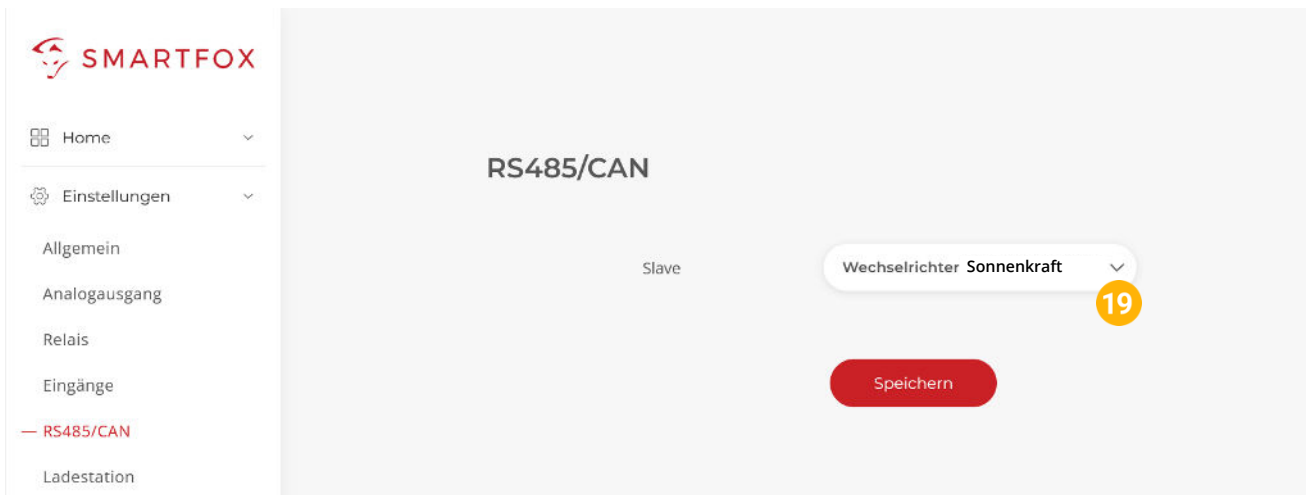 SMARTFOX
Home
Einstellungen
Allgemein
Analogausgang
Relais
Eingänge
— RS485/CAN
Ladestation
RS485/CAN
Slave
Wechselrichter Sonnenkraft
19
Speichern